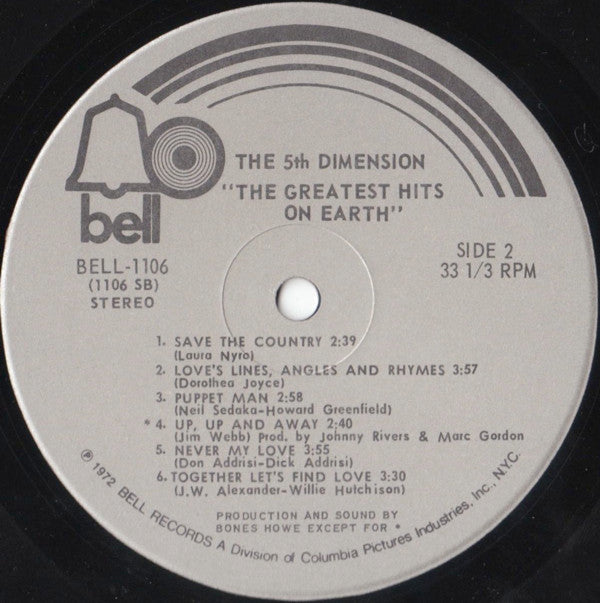 bell
THE 5th DIMENSION
"THE GREATEST HITS
ON EARTH"
BELL-1106
(1106 SB)
STEREO
SIDE 2
33 1/3 RPM
1. SAVE THE COUNTRY 2:39
(Laura Nyro)
2. LOVE'S LINES, ANGLES AND RHYMES 3:57
(Dorothea Joyce)
3. PUPPET MAN 2:58
(Neil Sedaka-Howard Greenfield)
* 4. UP, UP AND AWAY 2:40
(Jim Webb) Prod. by Johnny Rivers & Marc Gordon
5. NEVER MY LOVE 3:55
(Don Addrisi-Dick Addrisi)
6. TOGETHER LET'S FIND LOVE 3:30
(J.W. Alexander-Willie Hutchison)
PRODUCTION AND SOUND BY
BONES HOWE EXCEPT FOR *
℗ 1972 BELL RECORDS A Division of Columbia Pictures Industries, Inc., N.Y.C.